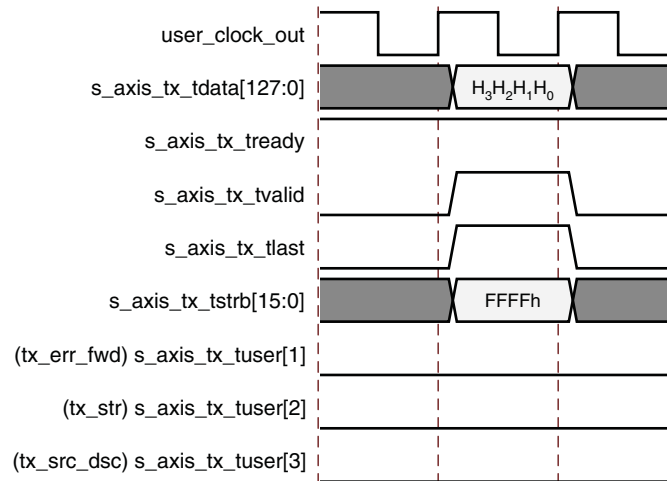 user_clock_out
s_axis_tx_tdata[127:0] H₃H₂H₁H₀
s_axis_tx_tready
s_axis_tx_tvalid
s_axis_tx_tlast
s_axis_tx_tstrb[15:0] FFFFh
(tx_err_fwd) s_axis_tx_tuser[1]
(tx_str) s_axis_tx_tuser[2]
(tx_src_dsc) s_axis_tx_tuser[3]